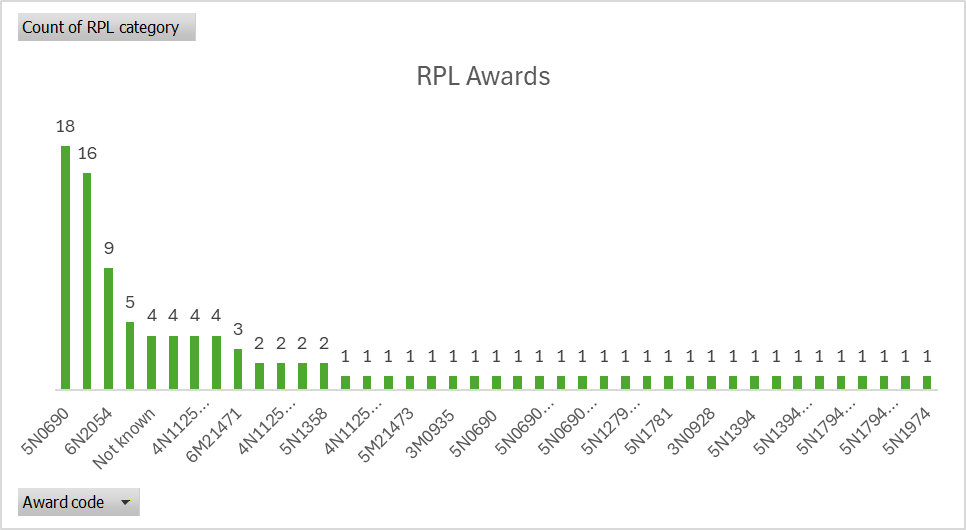 Count of RPL category
RPL Awards
18
16
9
5
4 4 4 4
3
2 2 2 2
1 1 1 1 1 1 1 1 1 1 1 1 1 1 1 1 1 1 1 1 1 1 1 1 1 1 1 1
5N0690
6N2054
Not known
4N1125...
6M21471
4N1125...
5N1358
4N1125...
5M21473
3M0935
5N0690
5N0690...
5N0690...
5N1279...
5N1781
3N0928
5N1394
5N1394...
5N1794...
5N1794...
5N1974
Award code